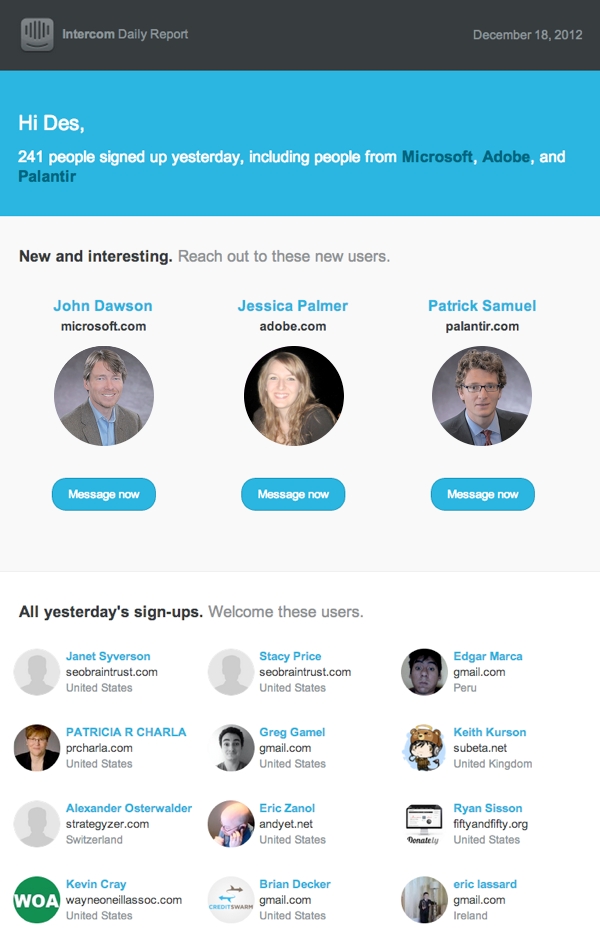 Intercom Daily Report
December 18, 2012
Hi Des,
241 people signed up yesterday, including people from Microsoft, Adobe, and
Palantir
New and interesting. Reach out to these new users.
John Dawson
microsoft.com
Jessica Palmer
adobe.com
Patrick Samuel
palantir.com
Message now
Message now
Message now
All yesterday's sign-ups. Welcome these users.
Janet Syverson
seobraintrust.com
United States
Stacy Price
seobraintrust.com
United States
Edgar Marca
gmail.com
Peru
PATRICIA R CHARLA
prcharla.com
United States
Greg Gamel
gmail.com
United States
Keith Kurson
subeta.net
United Kingdom
Alexander Osterwalder
strategyzer.com
Switzerland
Eric Zanol
andyet.net
United States
Donately
Ryan Sisson
fiftyandfifty.org
United States
WOA
Kevin Cray
wayneoneillassoc.com
United States
CREDITSWARM
Brian Decker
gmail.com
United States
eric lassard
gmail.com
Ireland